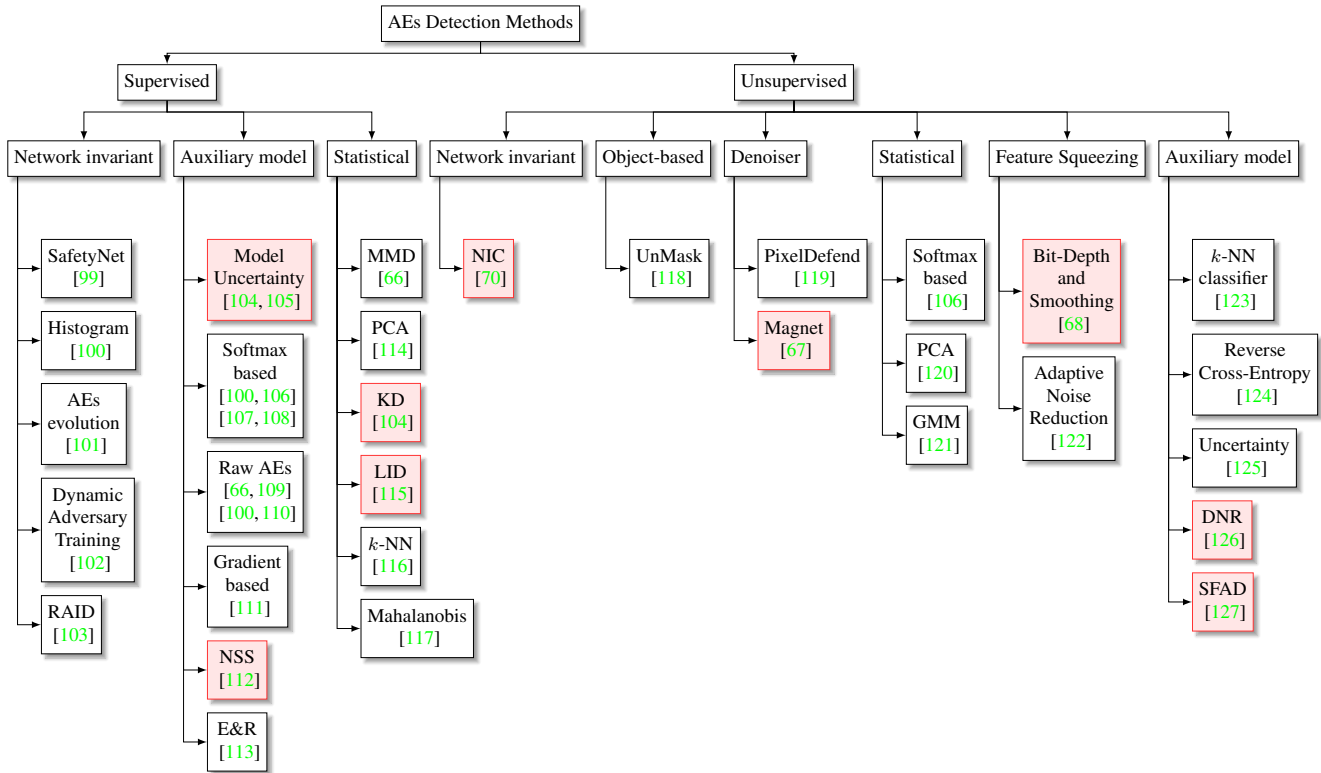 AEs Detection Methods
Supervised
Unsupervised
Network invariant
Auxiliary model
Statistical
Network invariant
Object-based
Denoiser
Statistical
Feature Squeezing
Auxiliary model
SafetyNet
[99]
Histogram
[100]
AEs
evolution
[101]
Dynamic
Adversary
Training
[102]
RAID
[103]
Model
Uncertainty
[104, 105]
Softmax
based
[100, 106]
[107, 108]
Raw AEs
[66, 109]
[100, 110]
Gradient
based
[111]
NSS
[112]
E&R
[113]
MMD
[66]
PCA
[114]
KD
[104]
LID
[115]
k-NN
[116]
Mahalanobis
[117]
NIC
[70]
UnMask
[118]
PixelDefend
[119]
Magnet
[67]
Softmax
based
[106]
PCA
[120]
GMM
[121]
Bit-Depth
and
Smoothing
[68]
Adaptive
Noise
Reduction
[122]
k-NN
classifier
[123]
Reverse
Cross-Entropy
[124]
Uncertainty
[125]
DNR
[126]
SFAD
[127]